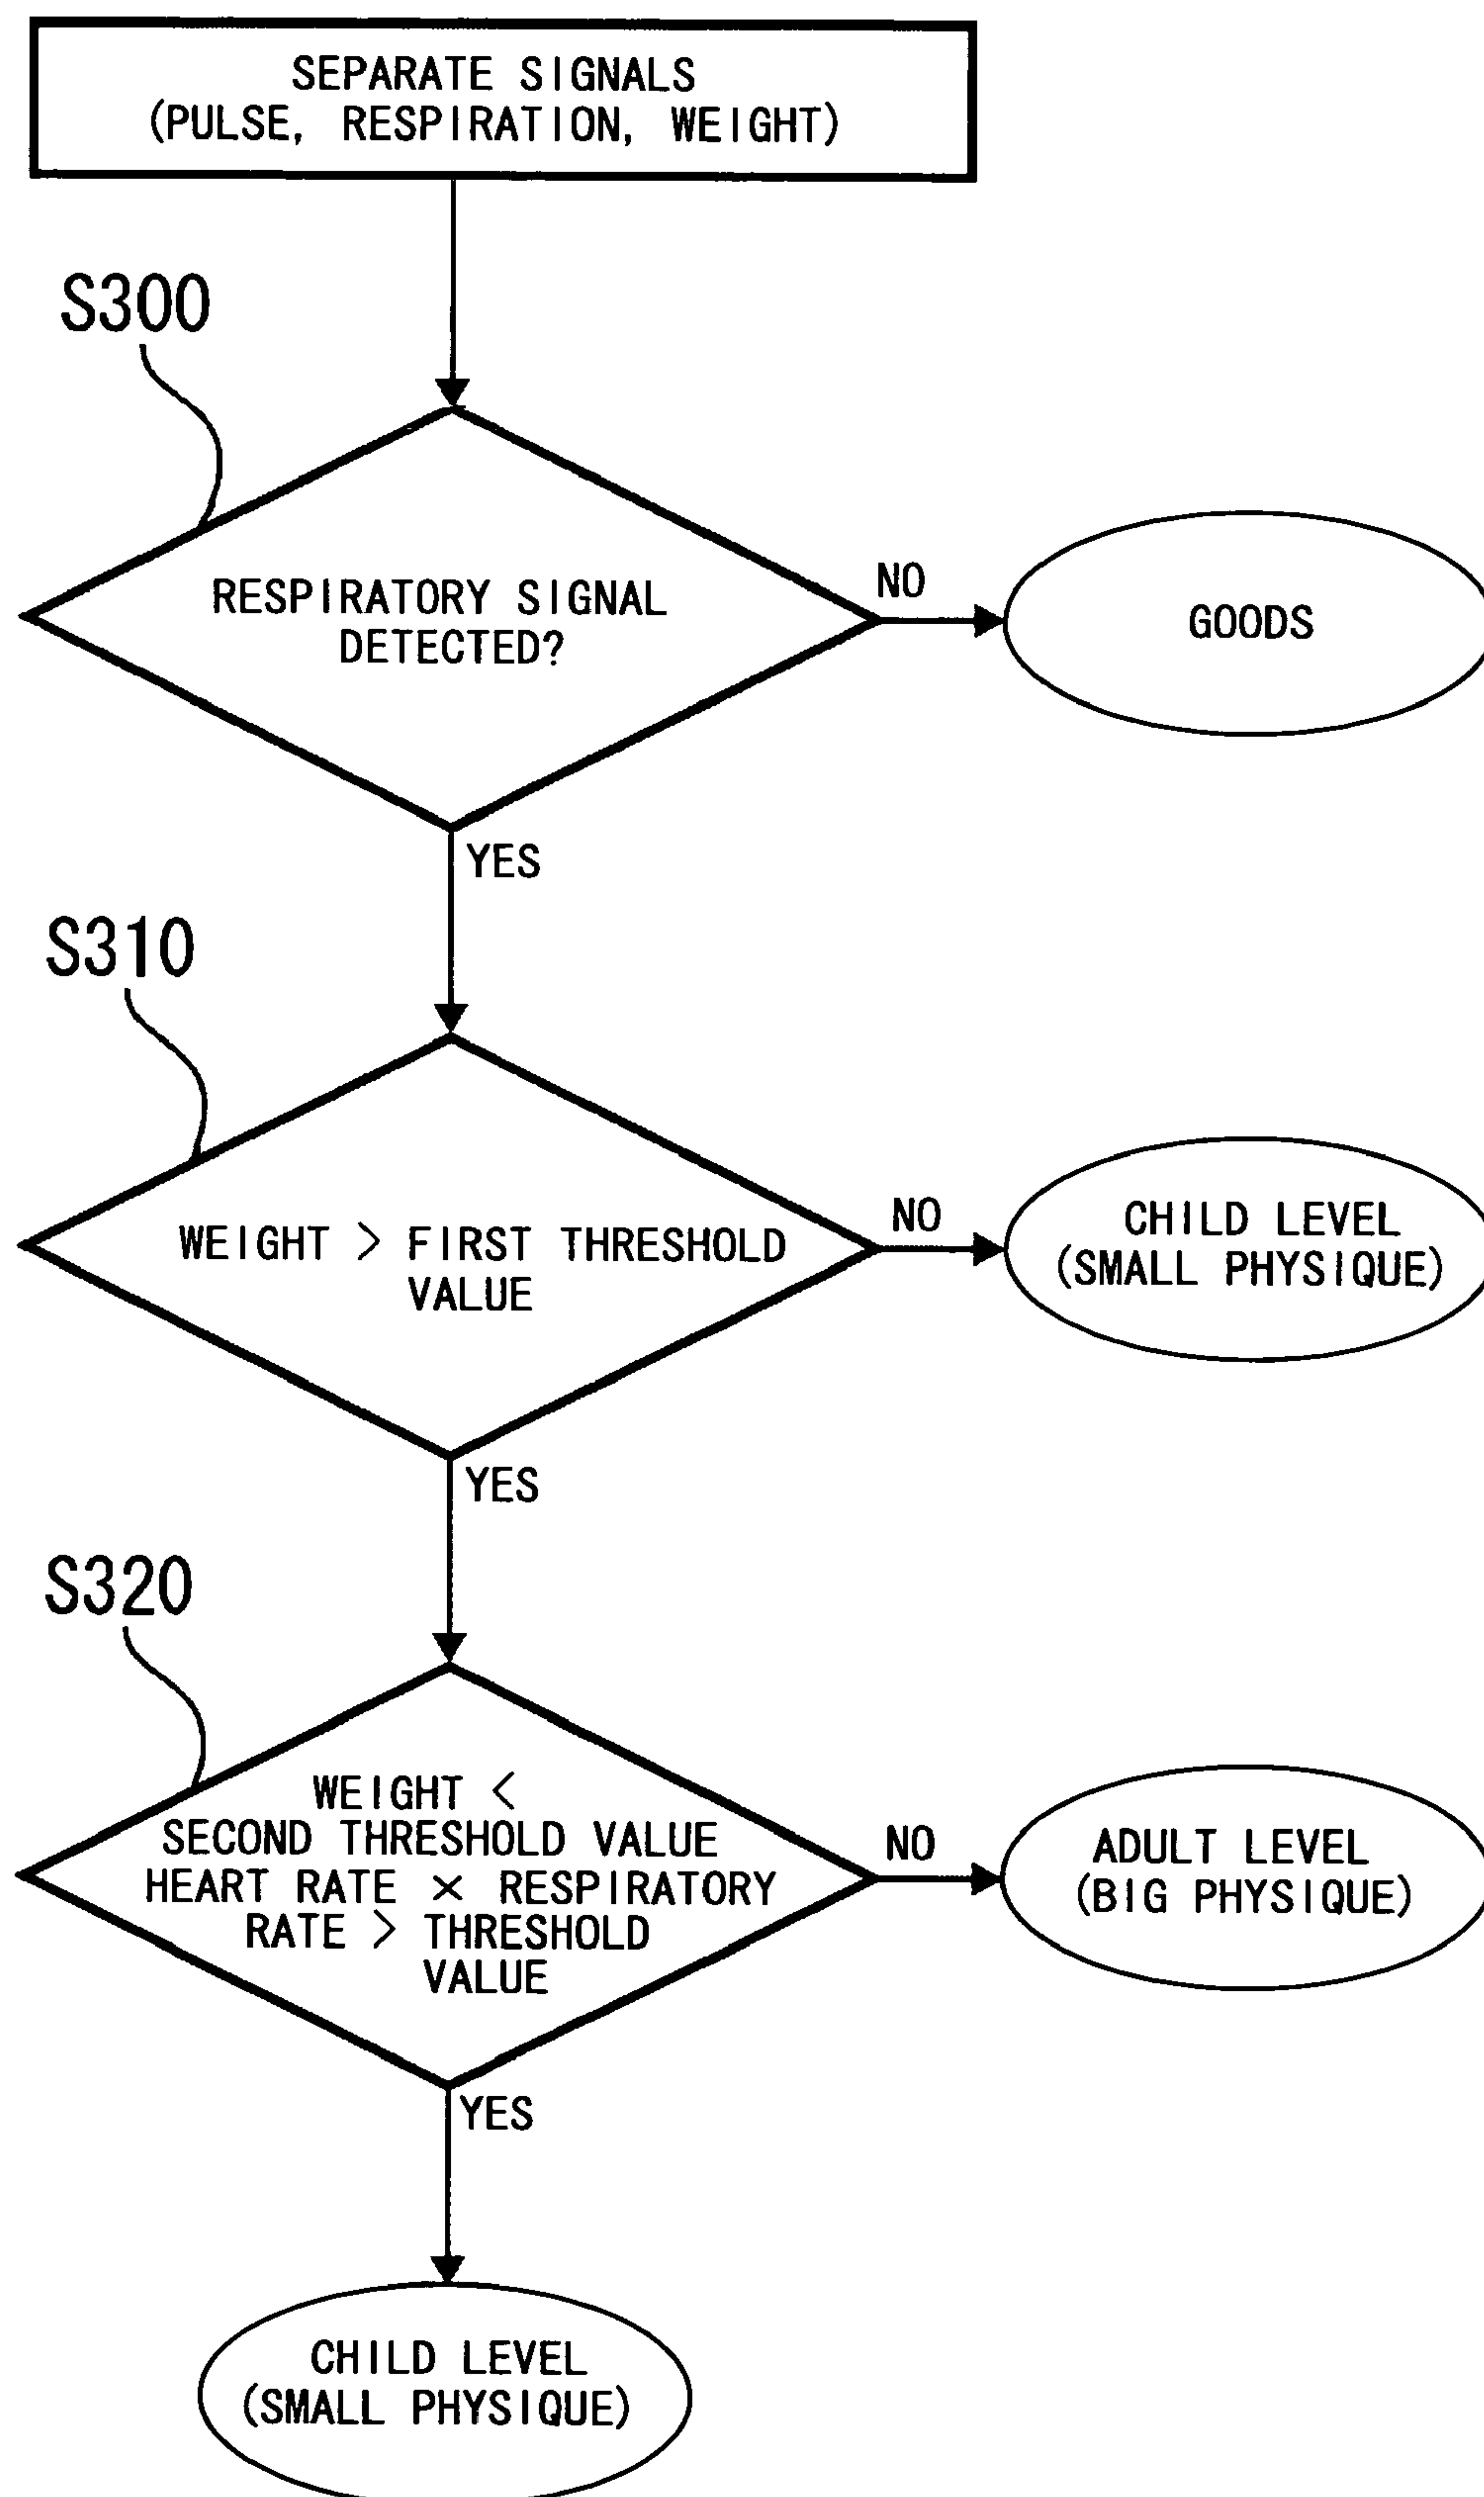 SEPARATE SIGNALS
(PULSE, RESPIRATION, WEIGHT)
S300
RESPIRATORY SIGNAL
DETECTED?
NO
GOODS
YES
S310
WEIGHT > FIRST THRESHOLD
VALUE
NO
CHILD LEVEL
(SMALL PHYSIQUE)
YES
S320
WEIGHT <
SECOND THRESHOLD VALUE
HEART RATE × RESPIRATORY
RATE > THRESHOLD
VALUE
NO
ADULT LEVEL
(BIG PHYSIQUE)
YES
CHILD LEVEL
(SMALL PHYSIQUE)